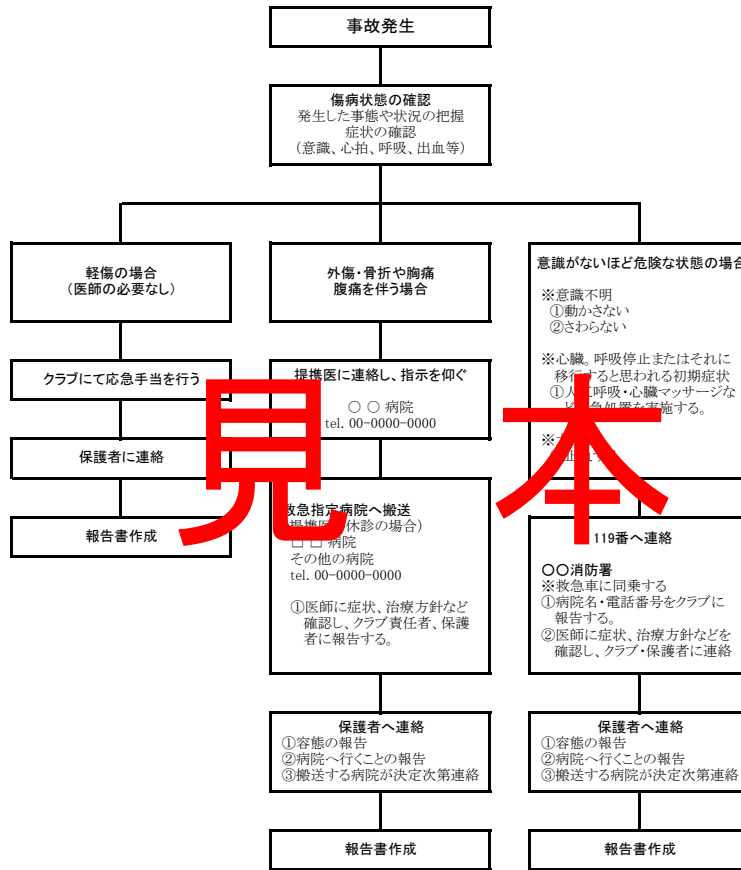 事故発生
傷病状態の確認
発生した事態や状況の把握
症状の確認
(意識、心拍、呼吸、出血等)
軽傷の場合
(医師の必要なし)
クラブにて応急手当を行う
保護者に連絡
報告書作成
外傷・骨折や胸痛
腹痛を伴う場合
提携医に連絡し、指示を仰ぐ
○ ○ 病院
tel. 00-0000-0000
救急指定病院へ搬送
休診の場合)
□ □ 病院
その他の病院
tel. 00-0000-0000
①医師に症状、治療方針など
確認し、クラブ責任者、保護
者に報告する。
保護者へ連絡
①容態の報告
②病院へ行くことの報告
③搬送する病院が決定次第連絡
報告書作成
意識がないほど危険な状態の場合
※意識不明
①動かさない
②さわらない
※心臓。呼吸停止またはそれに
移行すると思われる初期症状
①人工呼吸・心臓マッサージな
処置を実施する。
119番へ連絡
○○消防署
※救急車に同乗する
①病院名・電話番号をクラブに
報告する。
②医師に症状、治療方針などを
確認し、クラブ・保護者に連絡
保護者へ連絡
①容態の報告
②病院へ行くことの報告
③搬送する病院が決定次第連絡
報告書作成
見本